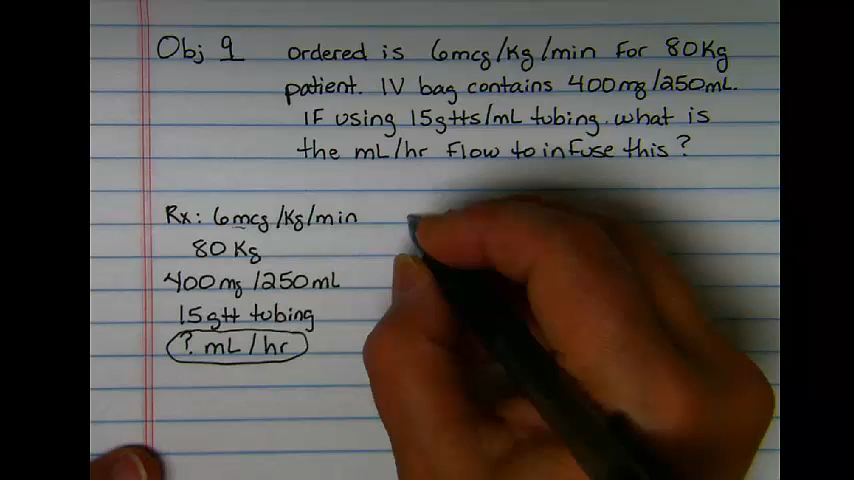 Obj 9 ordered is 6mcg/Kg/min for 80Kg
patient. IV bag contains 400mg/250mL.
IF using 15gtts/mL tubing. what is
the mL/hr Flow to infuse this?
Rx: 6mcg/Kg/min
80 Kg
400mg/250mL
15gtt tubing
? mL/hr